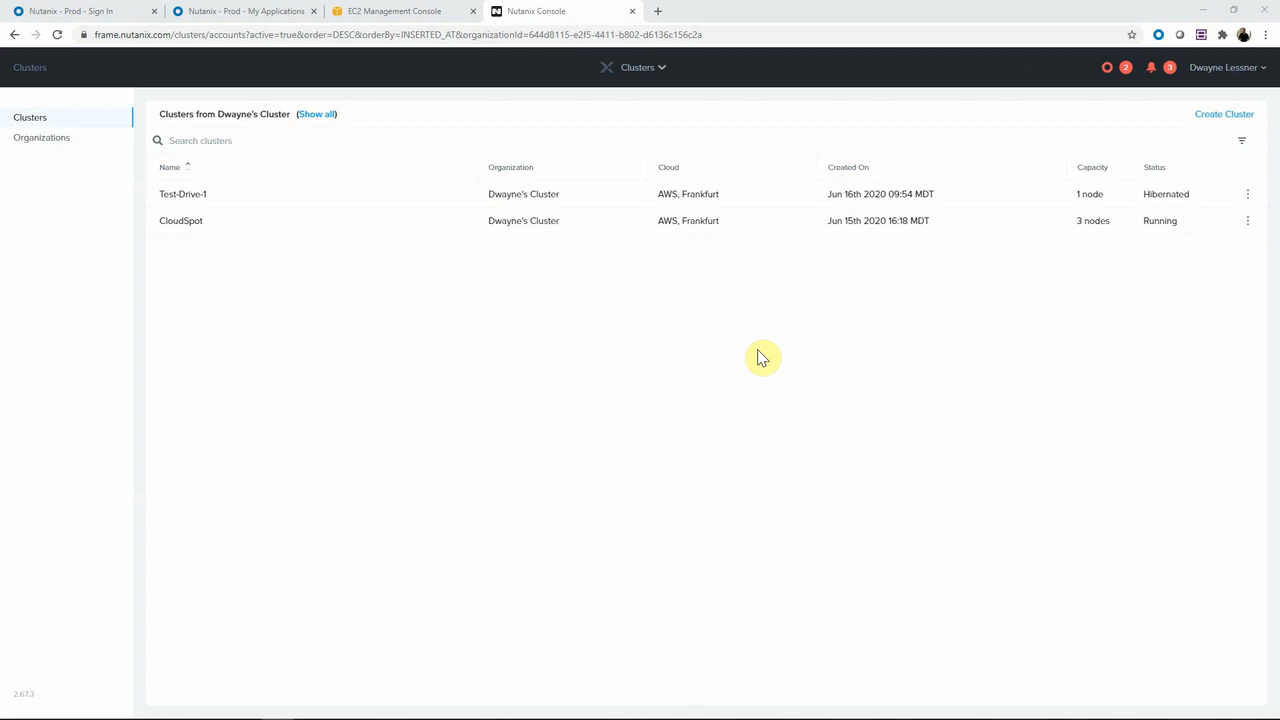 Nutanix - Prod - Sign In
Nutanix - Prod - My Applications
EC2 Management Console
Nutanix Console
frame.nutanix.com/clusters/accounts?active=true&order=DESC&orderBy=INSERTED_AT&organizationId=644d8115-e2f5-4411-b802-d6136c156c2a
Clusters
Clusters
2
3
Dwayne Lessner
Clusters
Organizations
Clusters from Dwayne's Cluster (Show all)
Create Cluster
Search clusters
Name Organization Cloud Created On Capacity Status
Test-Drive-1 Dwayne's Cluster AWS, Frankfurt Jun 16th 2020 09:54 MDT 1 node Hibernated
CloudSpot Dwayne's Cluster AWS, Frankfurt Jun 15th 2020 16:18 MDT 3 nodes Running
2.67.3